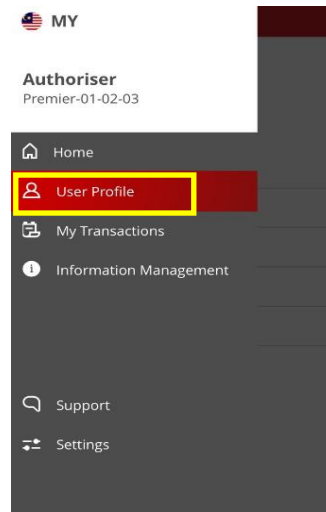 MY
Authoriser
Premier-01-02-03
Home
User Profile
My Transactions
Information Management
Support
Settings